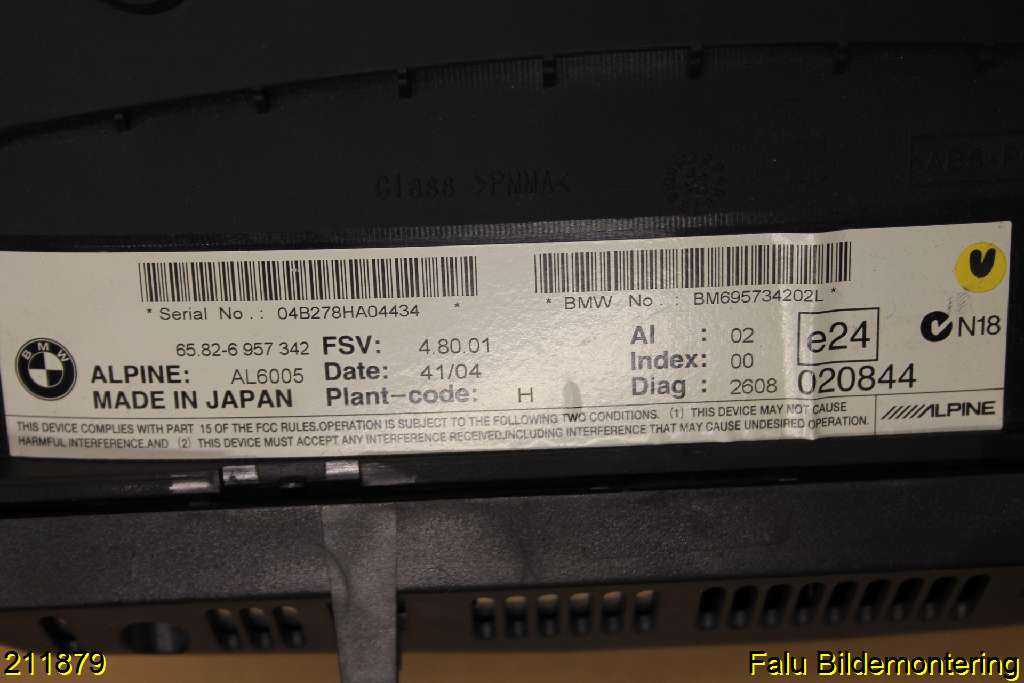 Class >PMMA<
* Serial No.: 04B278HA04434 *
* BMW No.: BM695734202L *
BMW
65.82-6 957 342
ALPINE: AL6005
MADE IN JAPAN
FSV: 4.80.01
Date: 41/04
Plant-code: H
AI : 02
Index: 00
Diag : 2608
e24
020844
N18
THIS DEVICE COMPLIES WITH PART 15 OF THE FCC RULES.OPERATION IS SUBJECT TO THE FOLLOWING TWO CONDITIONS. (1) THIS DEVICE MAY NOT CAUSE
HARMFUL INTERFERENCE,AND (2) THIS DEVICE MUST ACCEPT ANY INTERFERENCE RECEIVED,INCLUDING INTERFERENCE THAT MAY CAUSE UNDESIRED OPERATION.
ALPINE
211879
Falu Bildemontering